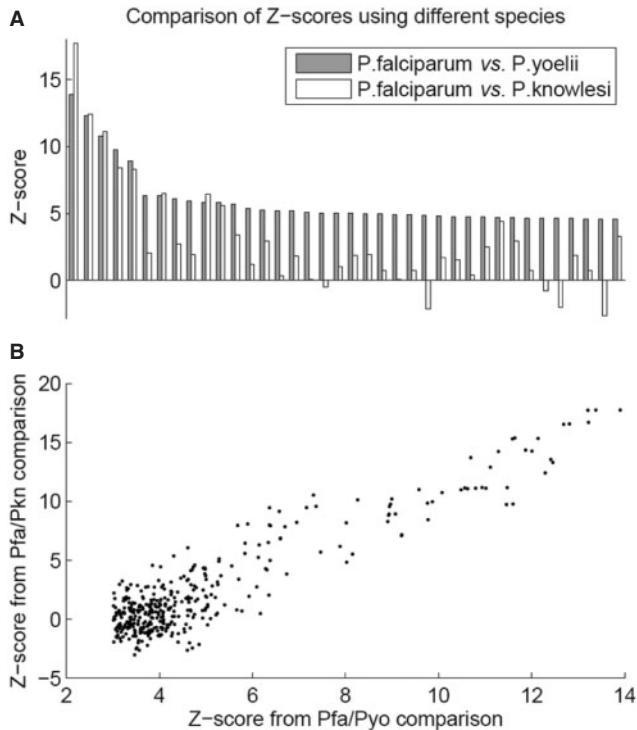 A
Comparison of Z-scores using different species
P.falciparum vs. P.yoelii
P.falciparum vs. P.knowlesi
Z-score
15
10
5
0
B
Z-score from Pfa/Pkn comparison
20
15
10
5
0
-5
2 4 6 8 10 12 14
Z-score from Pfa/Pyo comparison